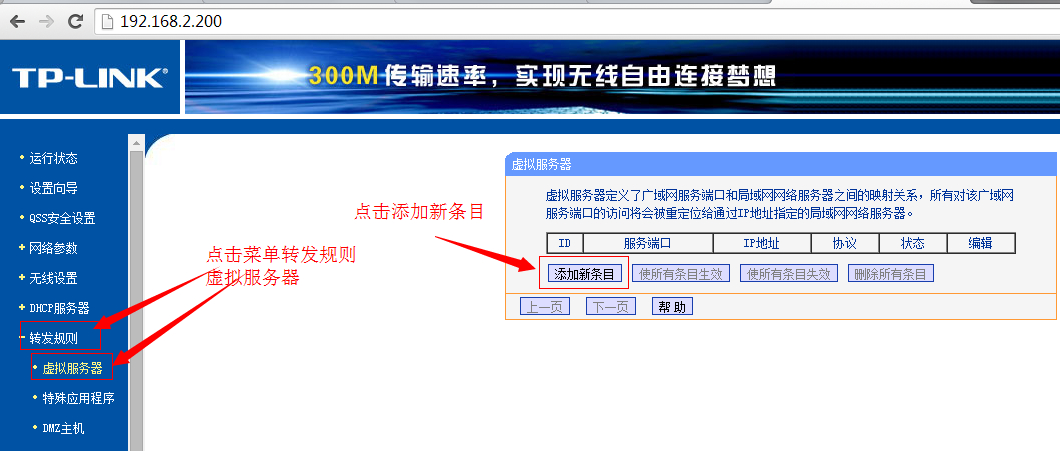 192.168.2.200
TP-LINK®
300M 传输速率，实现无线自由连接梦想
运行状态
设置向导
QSS安全设置
网络参数
无线设置
DHCP服务器
转发规则
虚拟服务器
特殊应用程序
DMZ主机
点击菜单转发规则
虚拟服务器
点击添加新条目
虚拟服务器
虚拟服务器定义了广域网服务端口和局域网网络服务器之间的映射关系，所有对该广域网
服务端口的访问将会被重定位给通过IP地址指定的局域网网络服务器。
ID 服务端口 IP地址 协议 状态 编辑
添加新条目 使所有条目生效 使所有条目失效 删除所有条目
上一页 下一页 帮 助